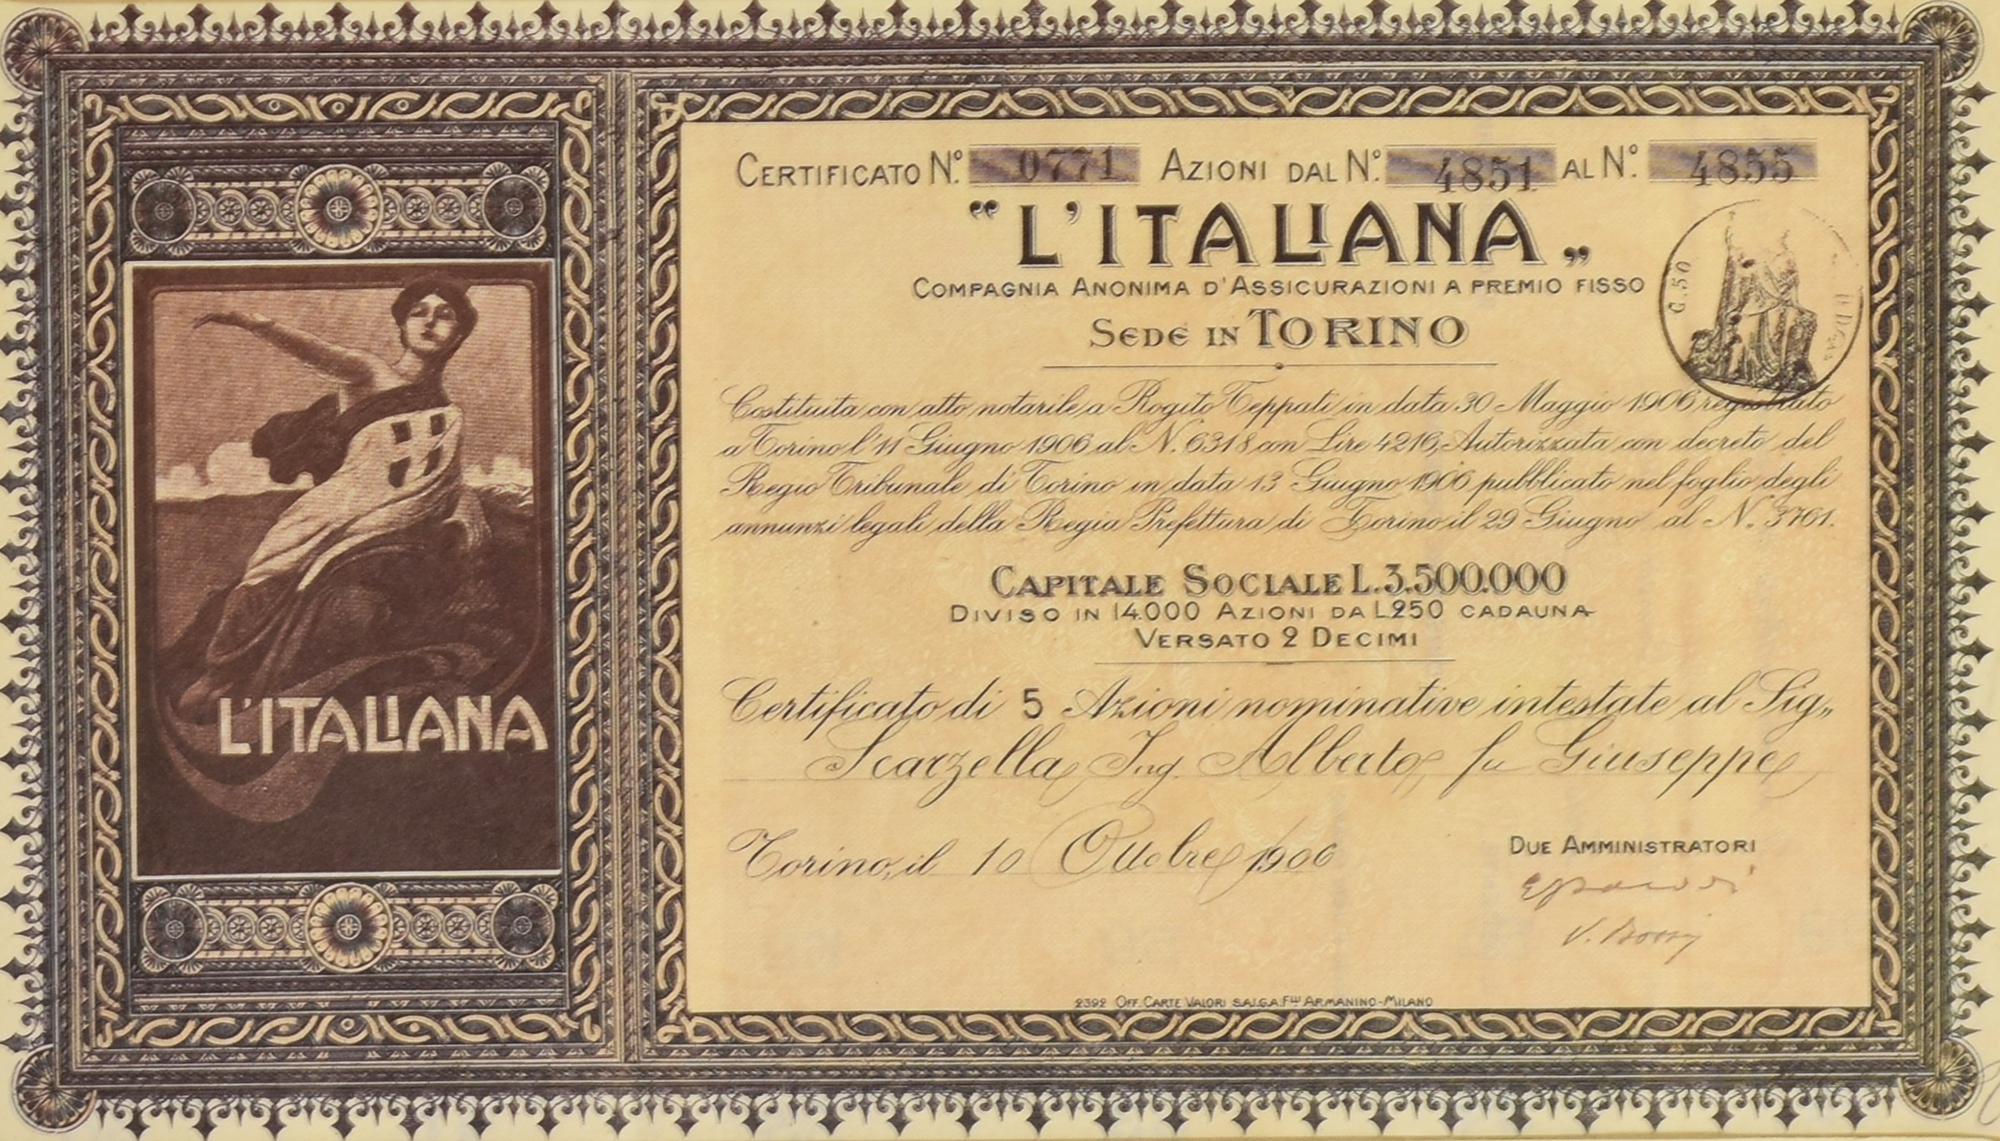 CERTIFICATO N.º 0771 AZIONI DAL N.º 4851 AL N.º 4855
“L'ITALIANA„
COMPAGNIA ANONIMA D'ASSICURAZIONI A PREMIO FISSO
SEDE IN TORINO
G. 50
Costituita con atto notarile a Rogito Teppati in data 30 Maggio 1906 registrato
a Torino l'11 Giugno 1906 al N. 6318 con Lire 4216, Autorizzata con decreto del
Regio Tribunale di Torino in data 13 Giugno 1906 pubblicato nel foglio degli
annunzi legali della Regia Prefettura di Torino il 29 Giugno al N. 3761.
CAPITALE SOCIALE L. 3.500.000
DIVISO IN 14.000 AZIONI DA L. 250 CADAUNA
VERSATO 2 DECIMI
Certificato di 5 Azioni nominative intestate al Sig„
Scarzella Ing. Alberto fu Giuseppe
Torino, il 10 Ottobre 1906
DUE AMMINISTRATORI
2392 OFF. CARTE VALORI S.A.I.G.A. Flli ARMANINO-MILANO
L'ITALIANA